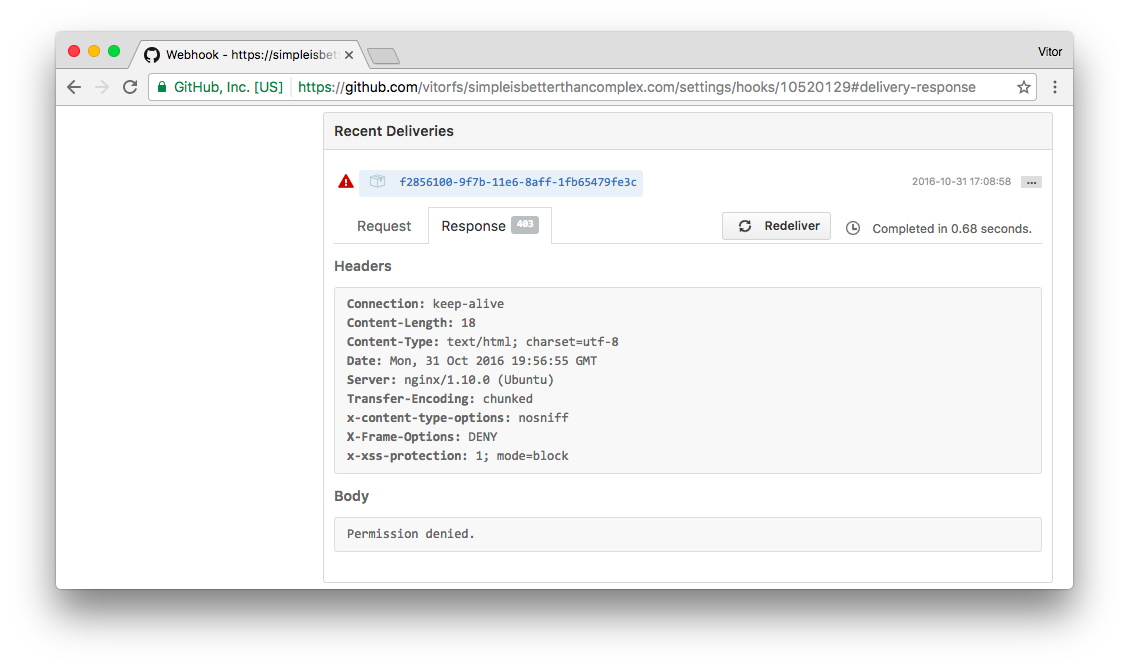 Webhook - https://simpleisbett
Vitor
GitHub, Inc. [US] https://github.com/vitorfs/simpleisbetterthancomplex.com/settings/hooks/10520129#delivery-response
Recent Deliveries
f2856100-9f7b-11e6-8aff-1fb65479fe3c 2016-10-31 17:08:58 ...
Request Response 403 Redeliver Completed in 0.68 seconds.
Headers
Connection: keep-alive
Content-Length: 18
Content-Type: text/html; charset=utf-8
Date: Mon, 31 Oct 2016 19:56:55 GMT
Server: nginx/1.10.0 (Ubuntu)
Transfer-Encoding: chunked
x-content-type-options: nosniff
X-Frame-Options: DENY
x-xss-protection: 1; mode=block
Body
Permission denied.